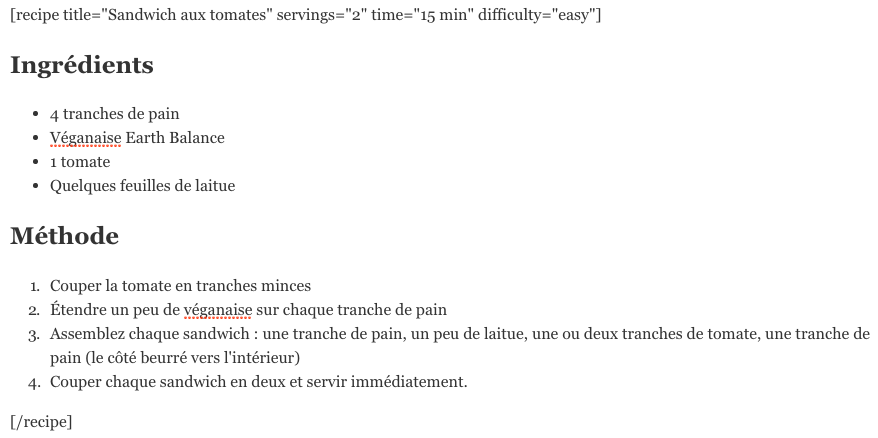 [recipe title="Sandwich aux tomates" servings="2" time="15 min" difficulty="easy"]
Ingrédients
• 4 tranches de pain
• Véganaise Earth Balance
• 1 tomate
• Quelques feuilles de laitue
Méthode
1. Couper la tomate en tranches minces
2. Étendre un peu de véganaise sur chaque tranche de pain
3. Assemblez chaque sandwich : une tranche de pain, un peu de laitue, une ou deux tranches de tomate, une tranche de
pain (le côté beurré vers l'intérieur)
4. Couper chaque sandwich en deux et servir immédiatement.
[/recipe]